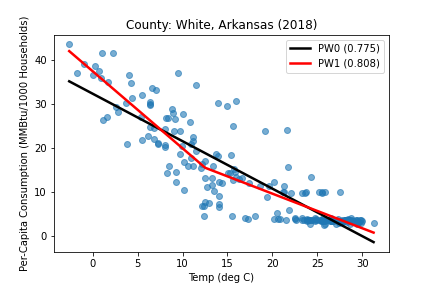 County: White, Arkansas (2018)
PW0 (0.775)
PW1 (0.808)
Per-Capita Consumption (MMBtu/1000 Households)
40
30
20
10
0
0 5 10 15 20 25 30
Temp (deg C)